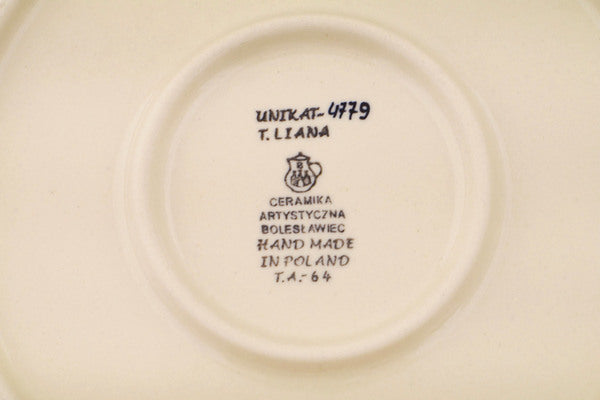 UNIKAT-4779
T. LIANA
CERAMIKA
ARTYSTYCZNA
BOLESŁAWIEC
HAND MADE
IN POLAND
T.A.-64